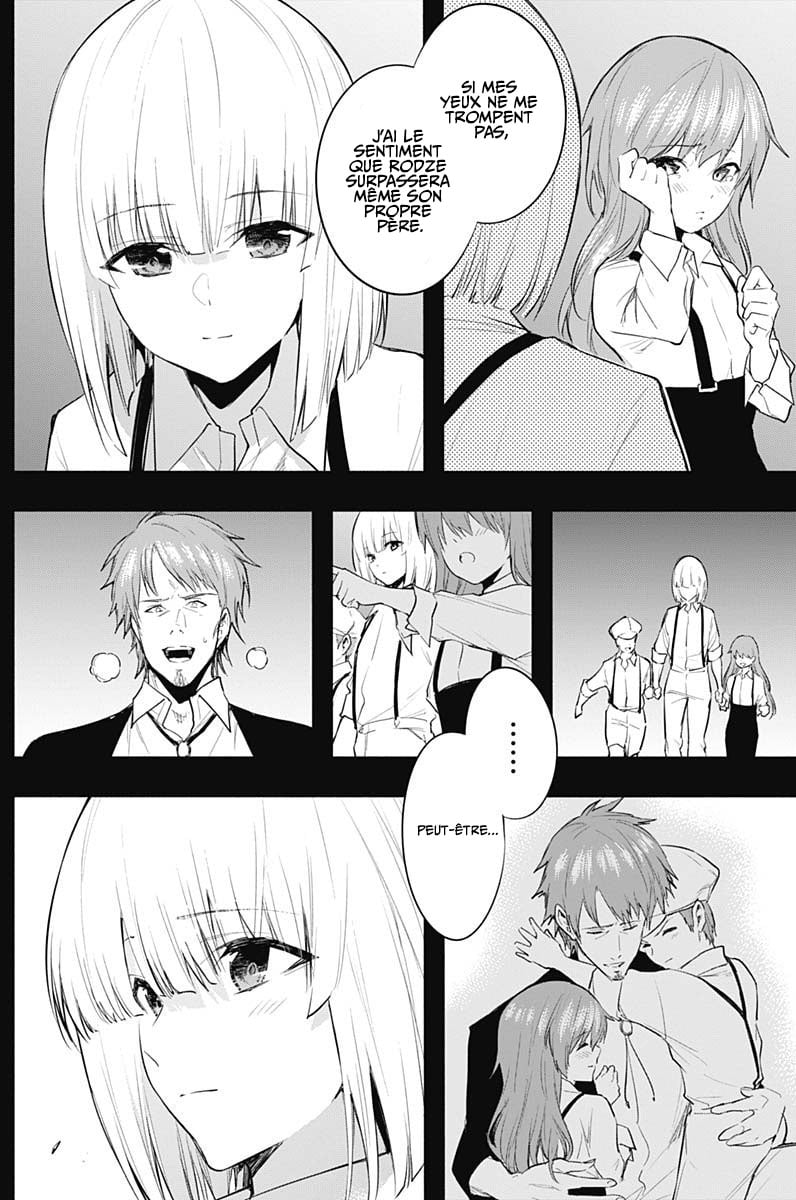 SI MES
YEUX NE ME
TROMPENT
PAS,
J'AI LE
SENTIMENT
QUE RODZE
SURPASSERA
MÊME SON
PROPRE
PÈRE.
......
PEUT-ÊTRE...